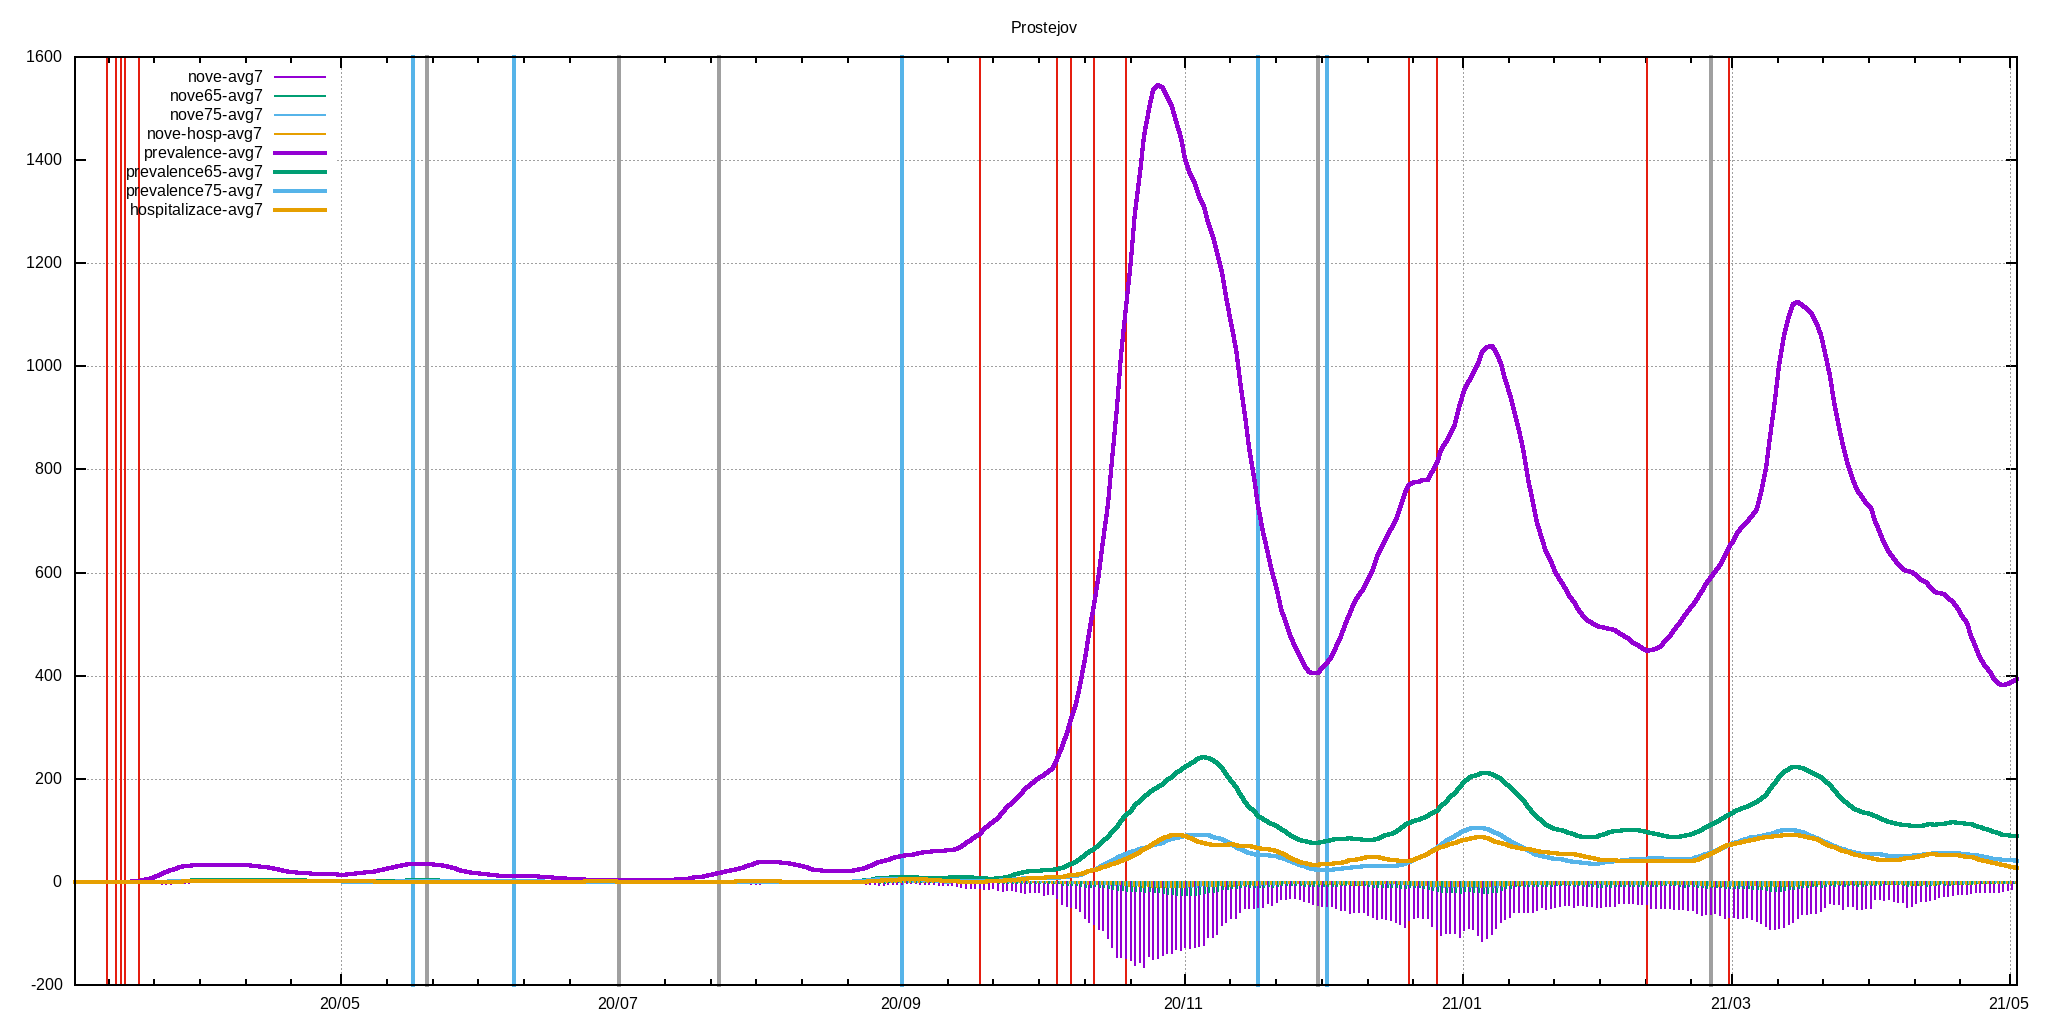 Prostejov
1600
1400
1200
1000
800
600
400
200
0
-200
nove-avg7
nove65-avg7
nove75-avg7
nove-hosp-avg7
prevalence-avg7
prevalence65-avg7
prevalence75-avg7
hospitalizace-avg7
20/05
20/07
20/09
20/11
21/01
21/03
21/05